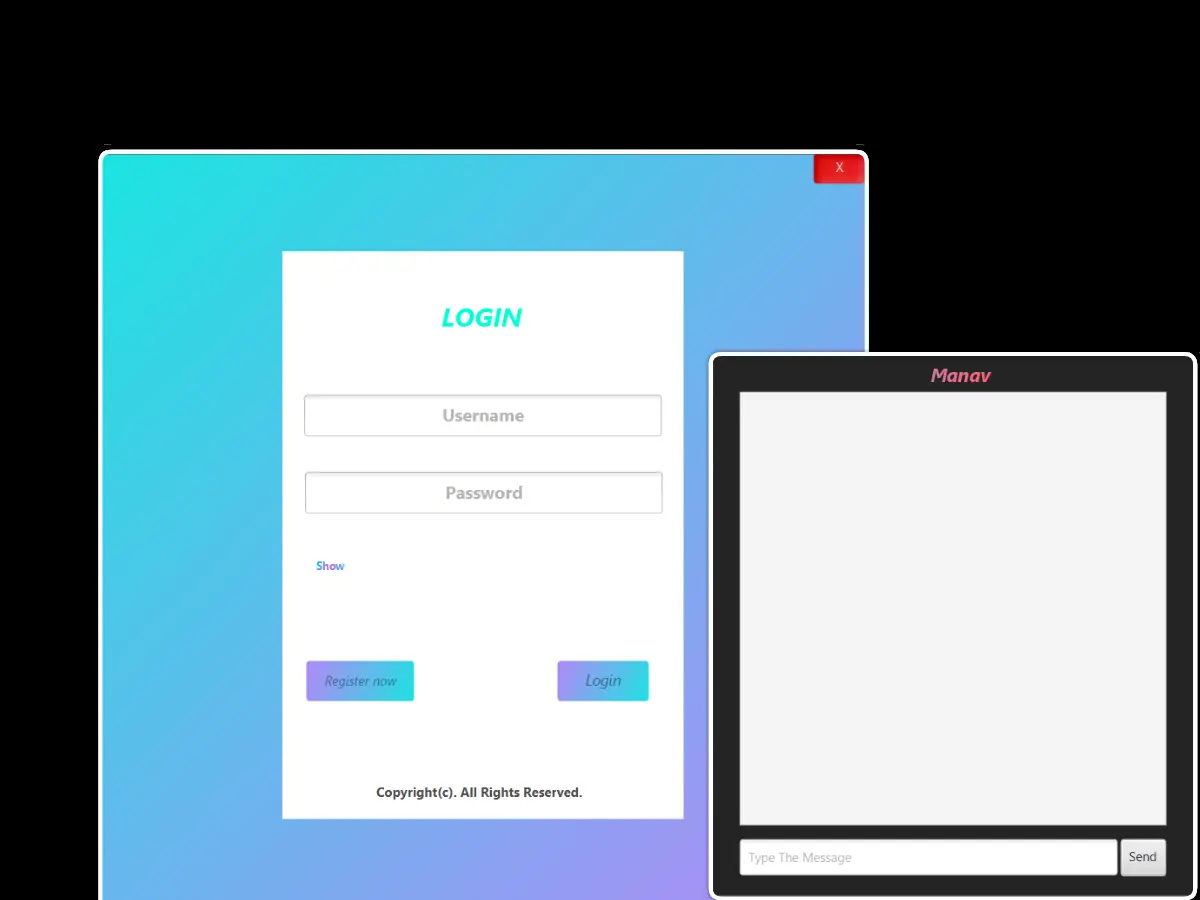 X
LOGIN
Username
Password
Show
Register now
Login
Copyright(c). All Rights Reserved.
Manav
Type The Message
Send